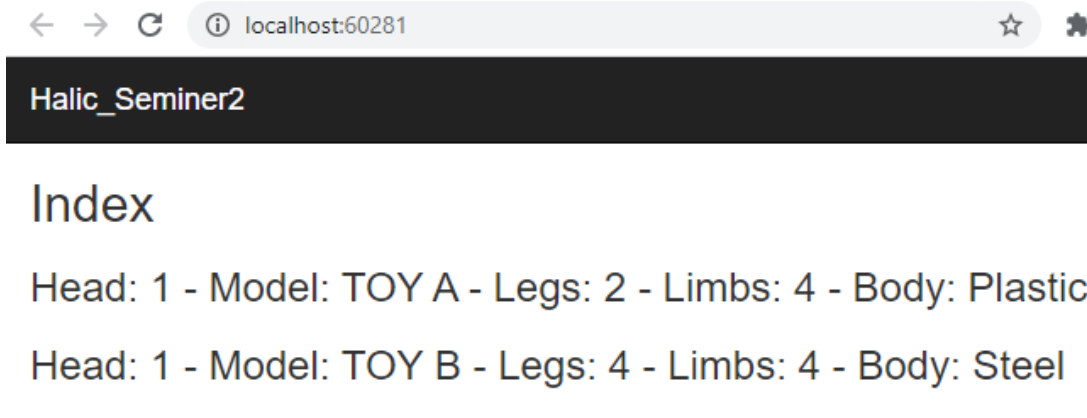 localhost:60281
Halic_Seminer2
Index
Head: 1 - Model: TOY A - Legs: 2 - Limbs: 4 - Body: Plastic
Head: 1 - Model: TOY B - Legs: 4 - Limbs: 4 - Body: Steel